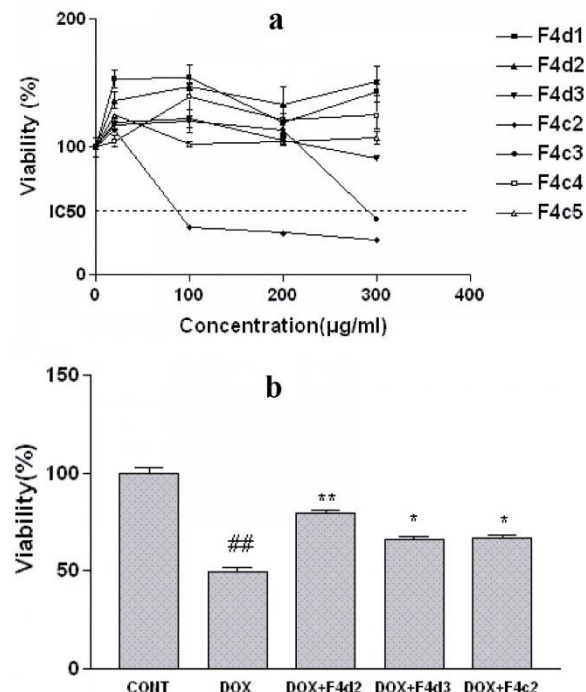 a
200
100
IC50
0
Viability (%)
0 100 200 300 400
Concentration(µg/ml)
F4d1
F4d2
F4d3
F4c2
F4c3
F4c4
F4c5
b
150
100
50
0
Viability(%)
##
**
*
*
CONT DOX DOX+F4d2 DOX+F4d3 DOX+F4c2